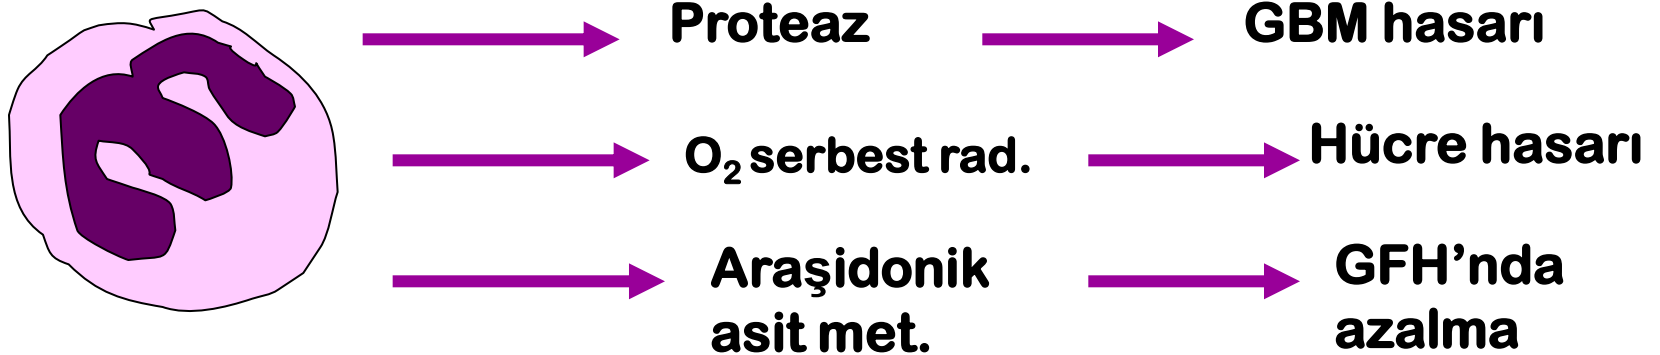 Proteaz
GBM hasarı
O₂ serbest rad.
Hücre hasarı
Araşidonik
asit met.
GFH’nda
azalma